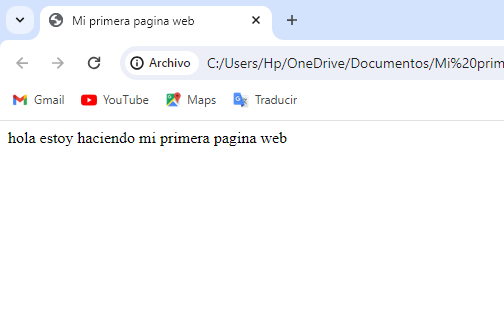 Mi primera pagina web
Archivo C:/Users/Hp/OneDrive/Documentos/Mi%20prim
Gmail YouTube Maps Traducir
hola estoy haciendo mi primera pagina web